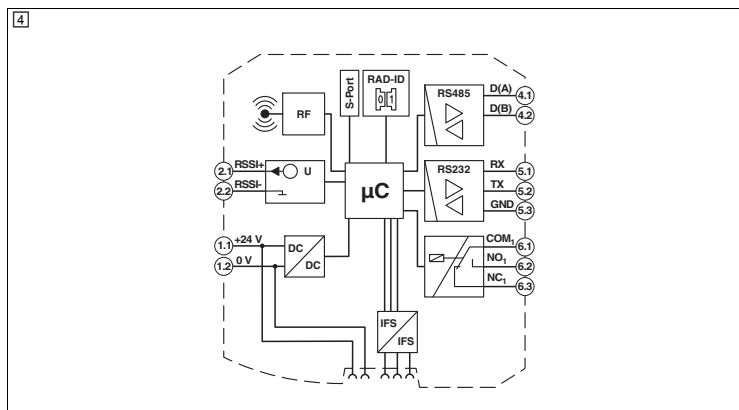 4
S-Port
RAD-ID
0 1
RF
RS485
D(A)
4.1
D(B)
4.2
2.1
RSSI+
U
2.2
RSSI-
µC
RS232
RX
5.1
TX
5.2
GND
5.3
1.1
+24 V
1.2
0 V
DC
DC
COM1
6.1
NO1
6.2
NC1
6.3
IFS
IFS